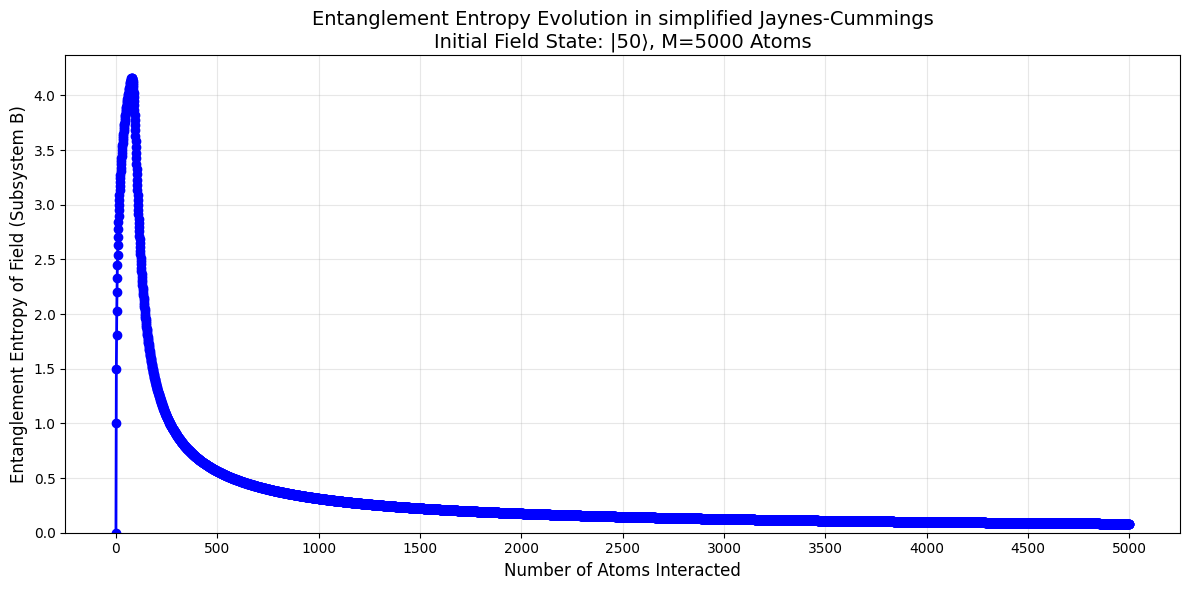 Entanglement Entropy Evolution in simplified Jaynes-Cummings
Initial Field State: |50⟩, M=5000 Atoms
Entanglement Entropy of Field (Subsystem B)
4.0
3.5
3.0
2.5
2.0
1.5
1.0
0.5
0.0
0 500 1000 1500 2000 2500 3000 3500 4000 4500 5000
Number of Atoms Interacted